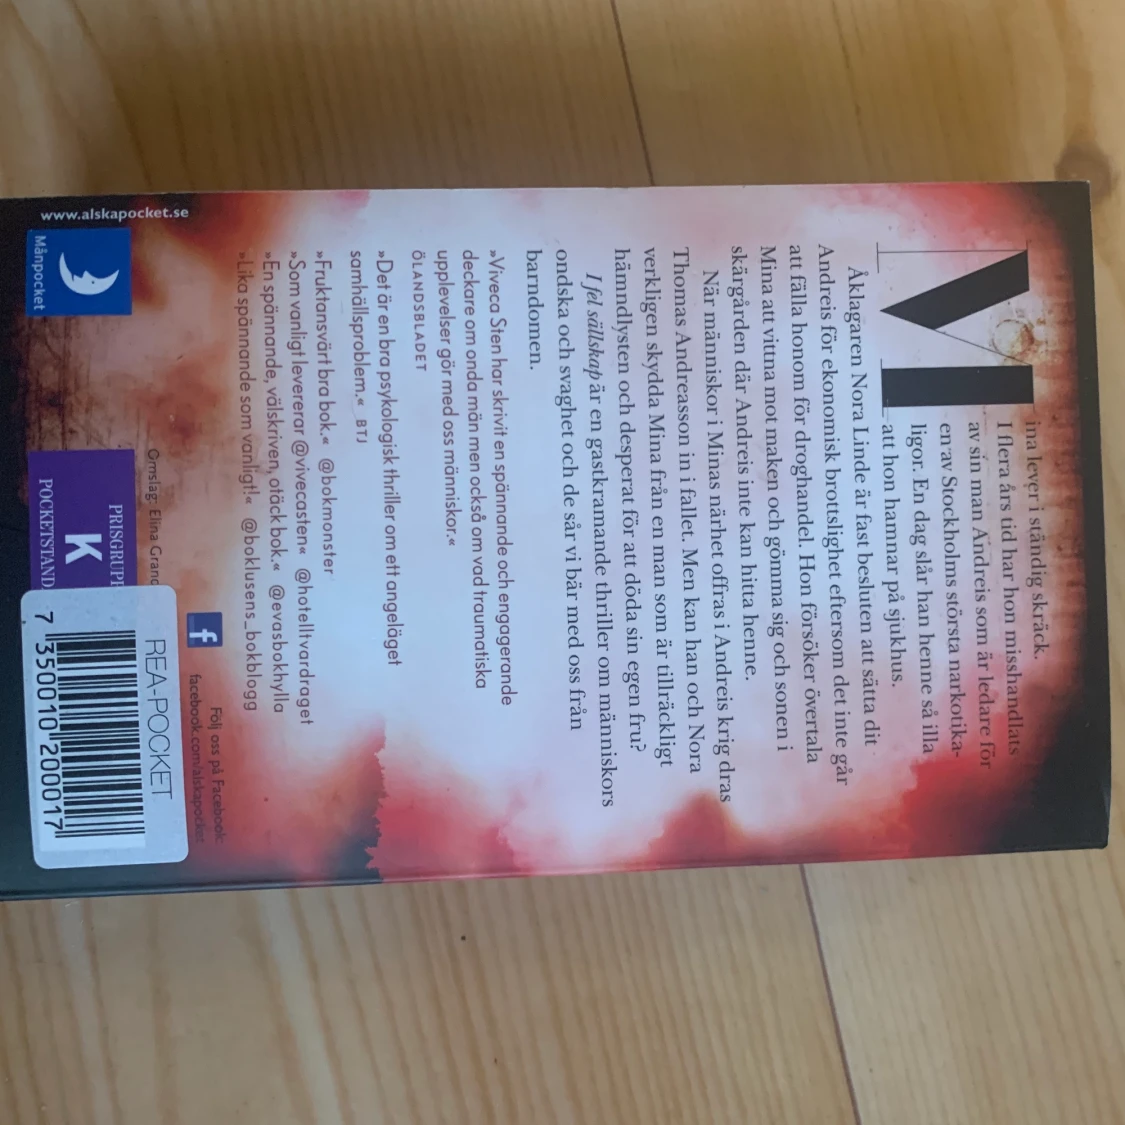 Mina lever i ständig skräck.
I flera års tid har hon misshandlats
av sin man Andreis som är ledare för
en av Stockholms största narkotika-
ligor. En dag slår han henne så illa
att hon hamnar på sjukhus.
Åklagaren Nora Linde är fast besluten att sätta dit
Andreis för ekonomisk brottslighet eftersom det inte går
att fälla honom för droghandel. Hon försöker övertala
Mina att vittna mot maken och gömma sig och sonen i
skärgården där Andreis inte kan hitta henne.
När människor i Minas närhet offras i Andreis krig dras
Thomas Andreasson in i fallet. Men kan han och Nora
verkligen skydda Mina från en man som är tillräckligt
hämndlysten och desperat för att döda sin egen fru?
I fel sällskap är en gastkramande thriller om människors
ondska och svaghet och de sår vi bär med oss från
barndomen.
»Viveca Sten har skrivit en spännande och engagerande
deckare om onda män men också om vad traumatiska
upplevelser gör med oss människor.«
ÖLANDSBLADET
»Det är en bra psykologisk thriller om ett angeläget
samhällsproblem.« BTJ
»Fruktansvärt bra bok.« @bokmonster
»Som vanligt levererar @vivecasten« @hotelltvardraget
»En spännande, välskriven, otäck bok.« @evasbokhylla
»Lika spännande som vanligt!« @boklusens_bokblogg
Följ oss på Facebook:
facebook.com/alskapocket
Omslag: Elina Grand
www.alskapocket.se
Månpocket
PRISGRUPP
K
POCKETSTAND
REA-POCKET
7 350010 200017